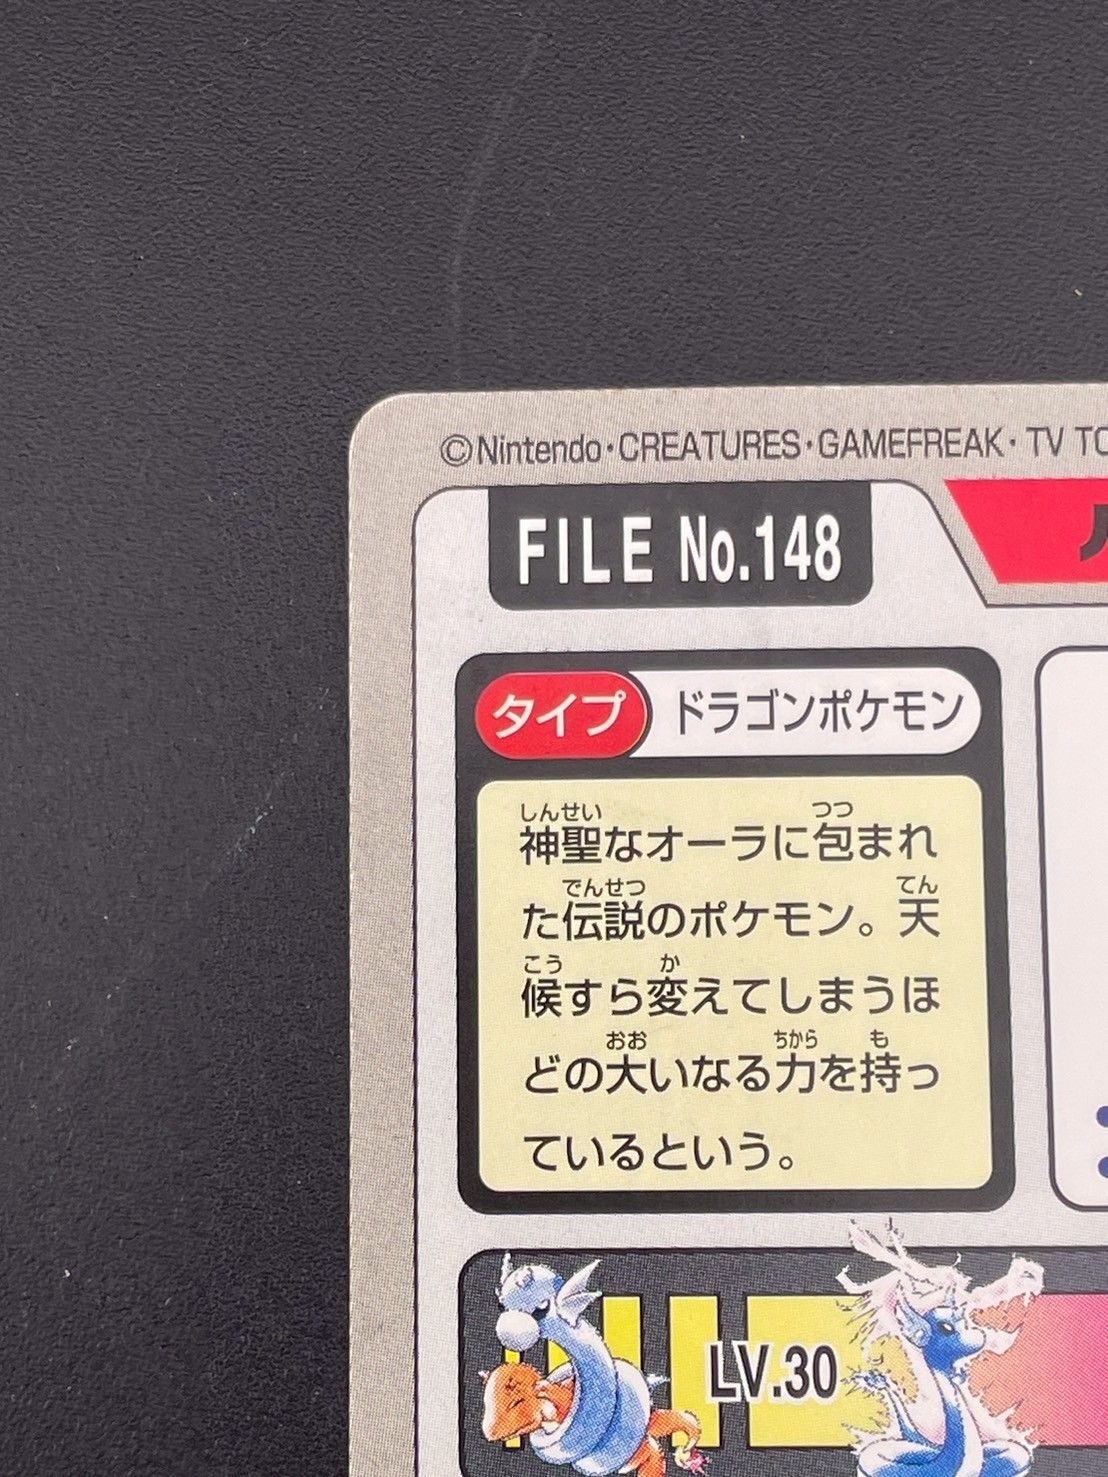 ©Nintendo・CREATURES・GAMEFREAK・TV TO
FILE No.148
タイプ ドラゴンポケモン
しんせい つつ
神聖なオーラに包まれ
でんせつ てん
た伝説のポケモン。天
こう か
候すら変えてしまうほ
おお ちから も
どの大いなる力を持っ
ているという。
LV.30